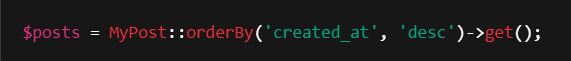 $posts = MyPost::orderBy('created_at', 'desc')->get();